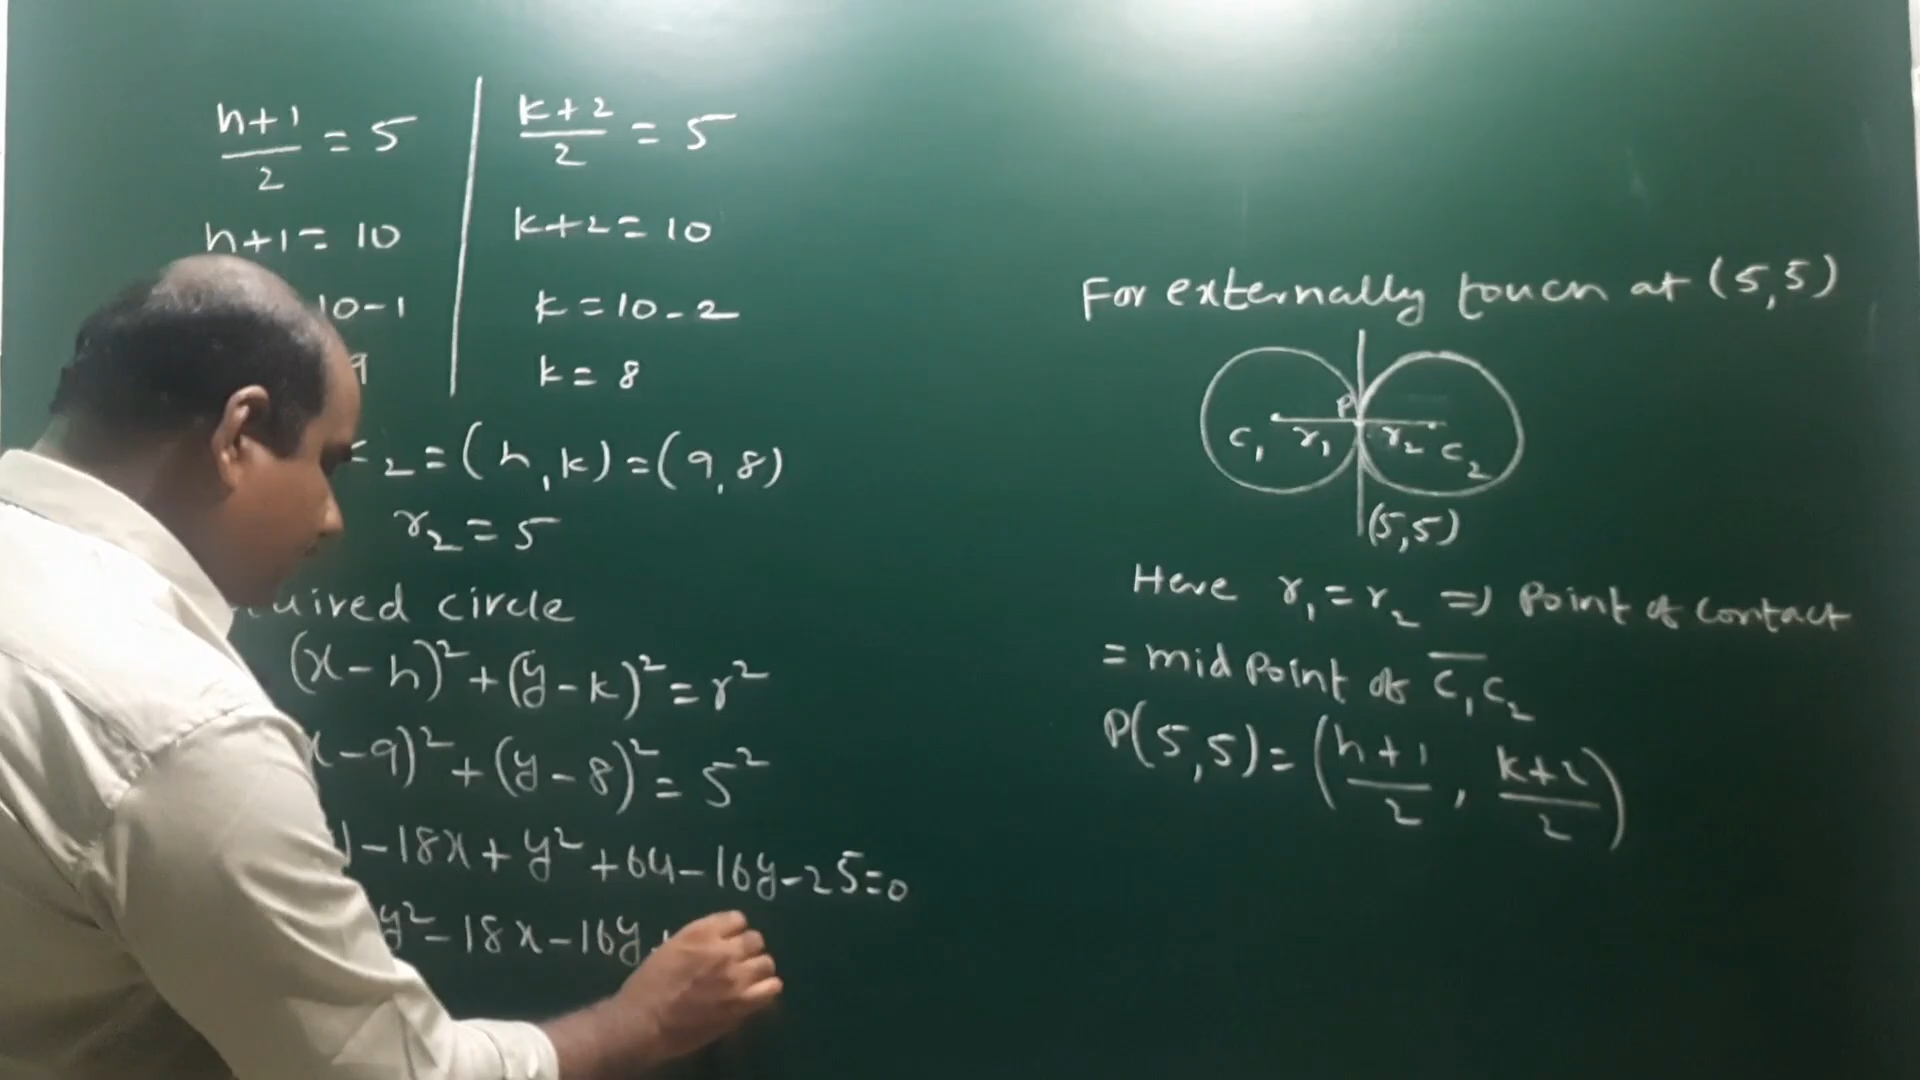 h+1/2 = 5 | k+2/2 = 5
h+1 = 10 | k+2 = 10
10-1 | k = 10-2
9 | k = 8
2 = (h,k) = (9,8)
r₂ = 5
uired circle
(x-h)²+(y-k)² = r²
-9)²+(y-8)² = 5²
-18x+y²+64-16y-25=0
y²-18x-16y
For externally touch at (5,5)
P
C₁ r₁ r₂ C₂
(5,5)
Here r₁=r₂ ⇒ Point of contact
= mid point of C̅₁C̅₂
P(5,5) = (h+1/2, k+2/2)